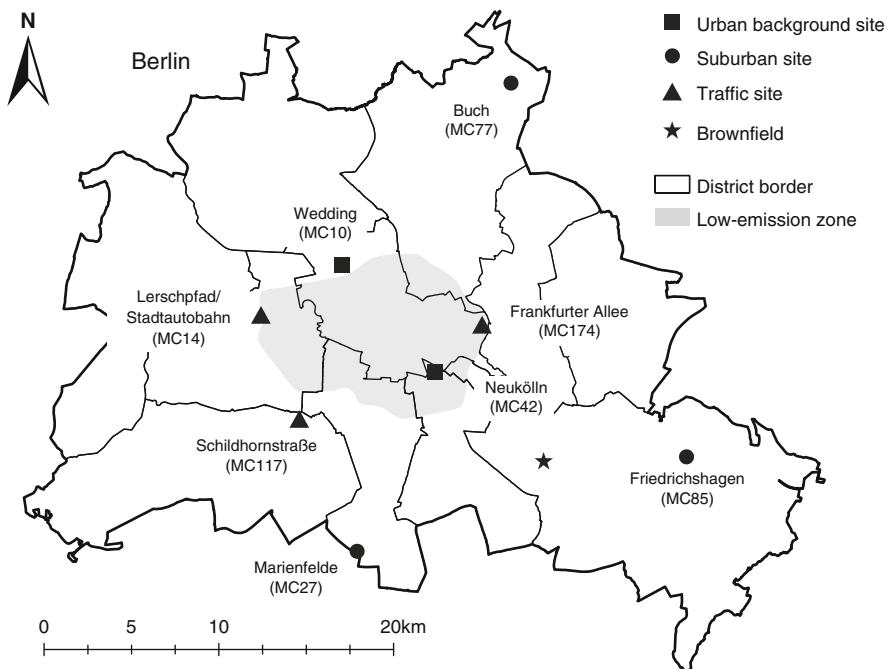 N
Berlin
Urban background site
Suburban site
Traffic site
Brownfield
District border
Low-emission zone
Buch
(MC77)
Wedding
(MC10)
Lerschpfad/
Stadtautobahn
(MC14)
Frankfurter Allee
(MC174)
Neukölln
(MC42)
Schildhornstraße
(MC117)
Friedrichshagen
(MC85)
Marienfelde
(MC27)
0 5 10 20km